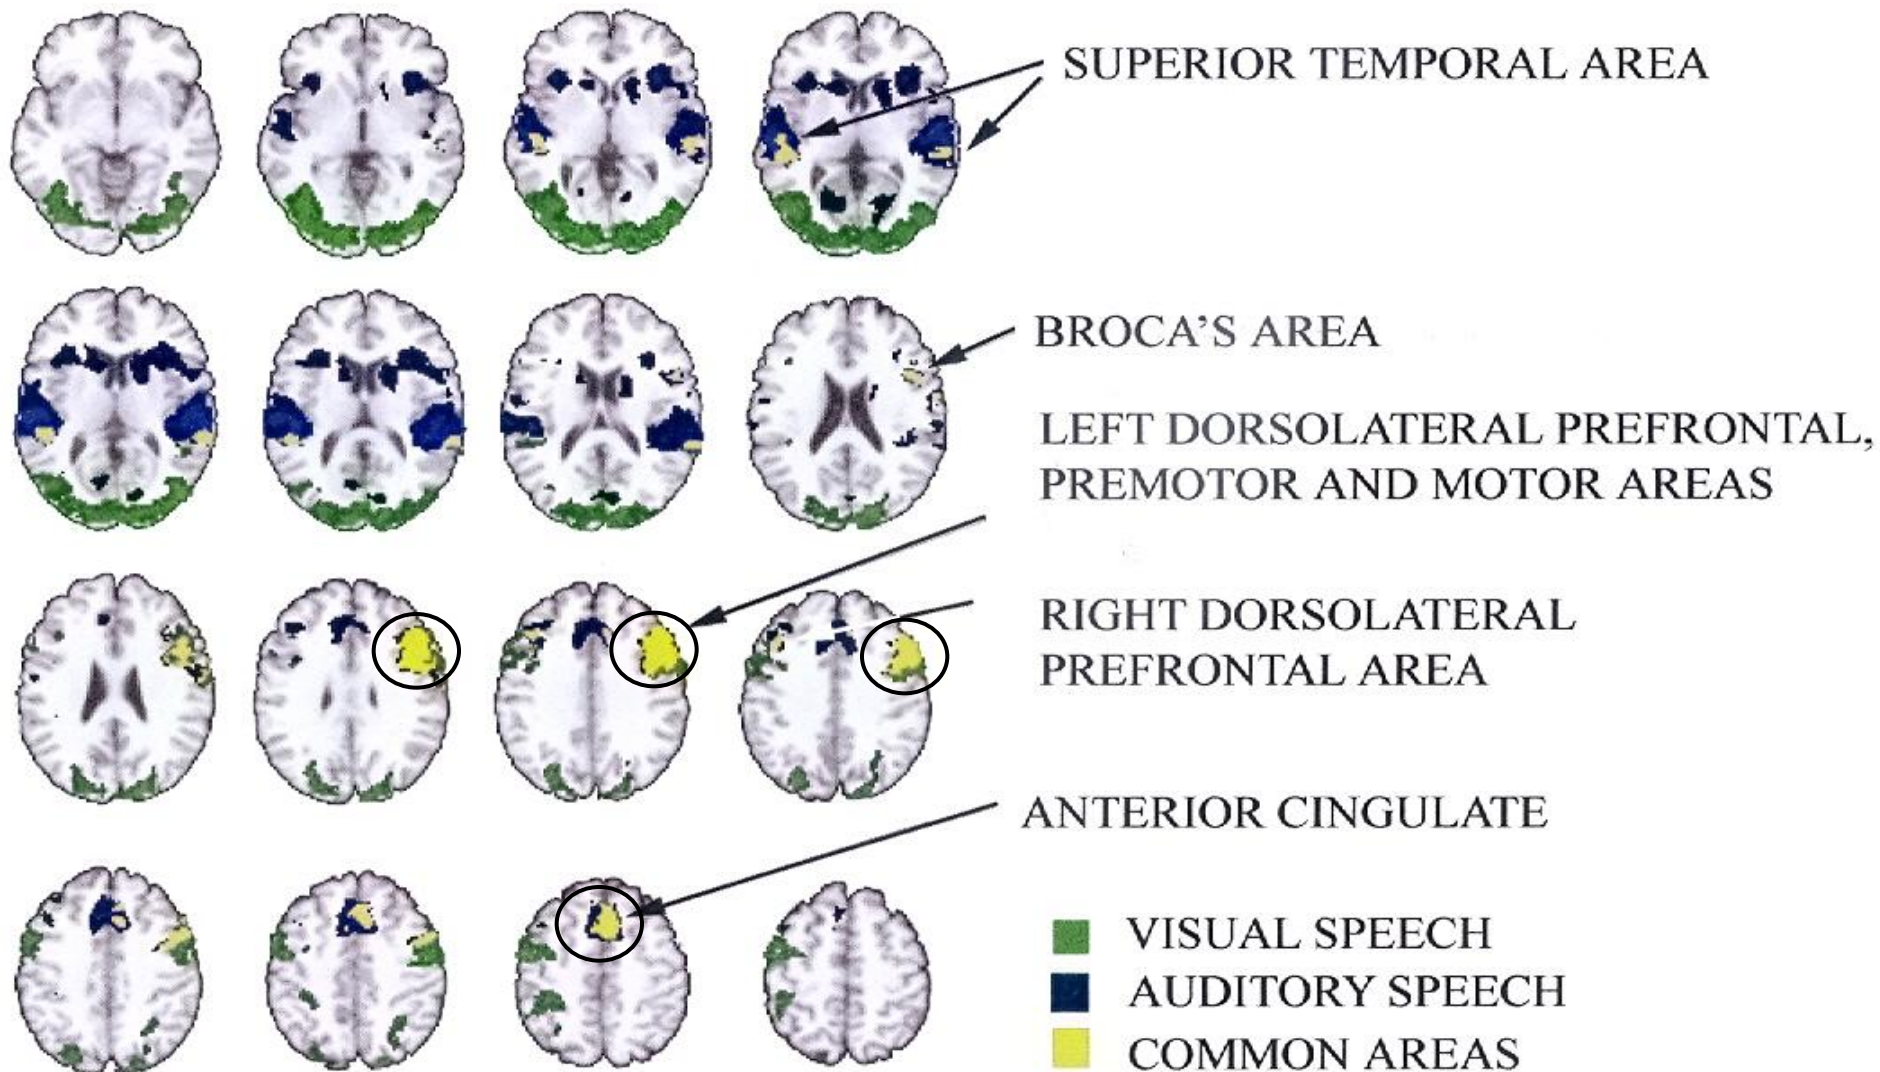 SUPERIOR TEMPORAL AREA
BROCA'S AREA
LEFT DORSOLATERAL PREFRONTAL,
PREMOTOR AND MOTOR AREAS
RIGHT DORSOLATERAL
PREFRONTAL AREA
ANTERIOR CINGULATE
VISUAL SPEECH
AUDITORY SPEECH
COMMON AREAS